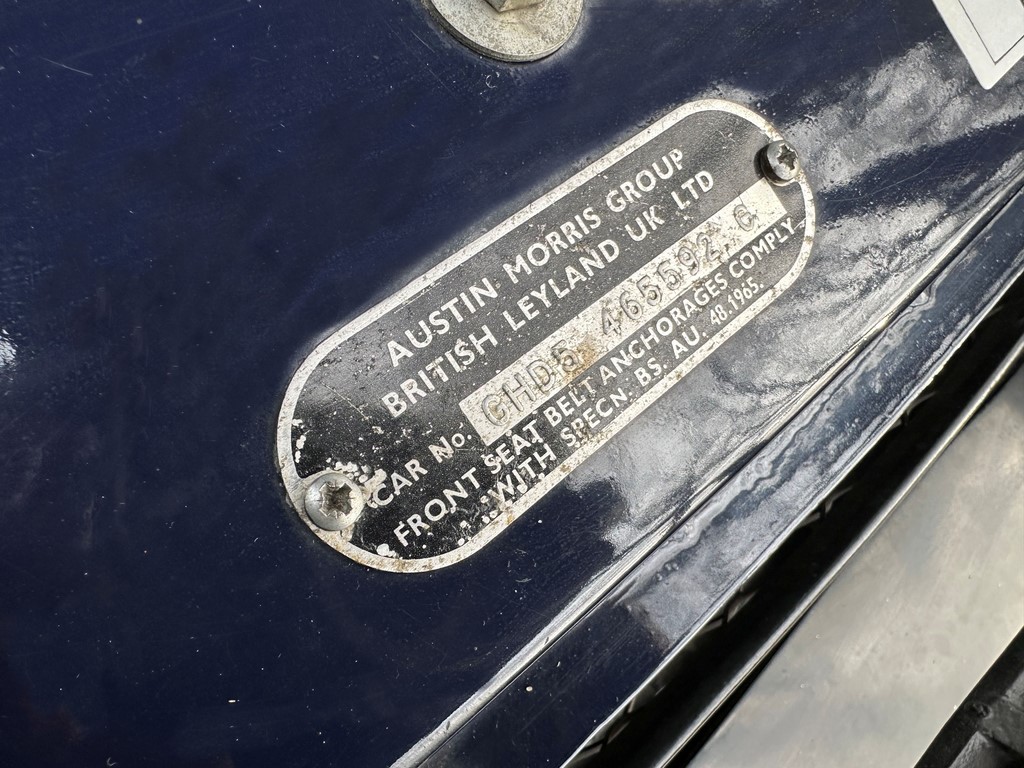 AUSTIN MORRIS GROUP
BRITISH LEYLAND UK LTD
CAR No. GHD5 465592 G
FRONT SEAT BELT ANCHORAGES COMPLY
WITH SPECN: BS. AU. 48.1965.